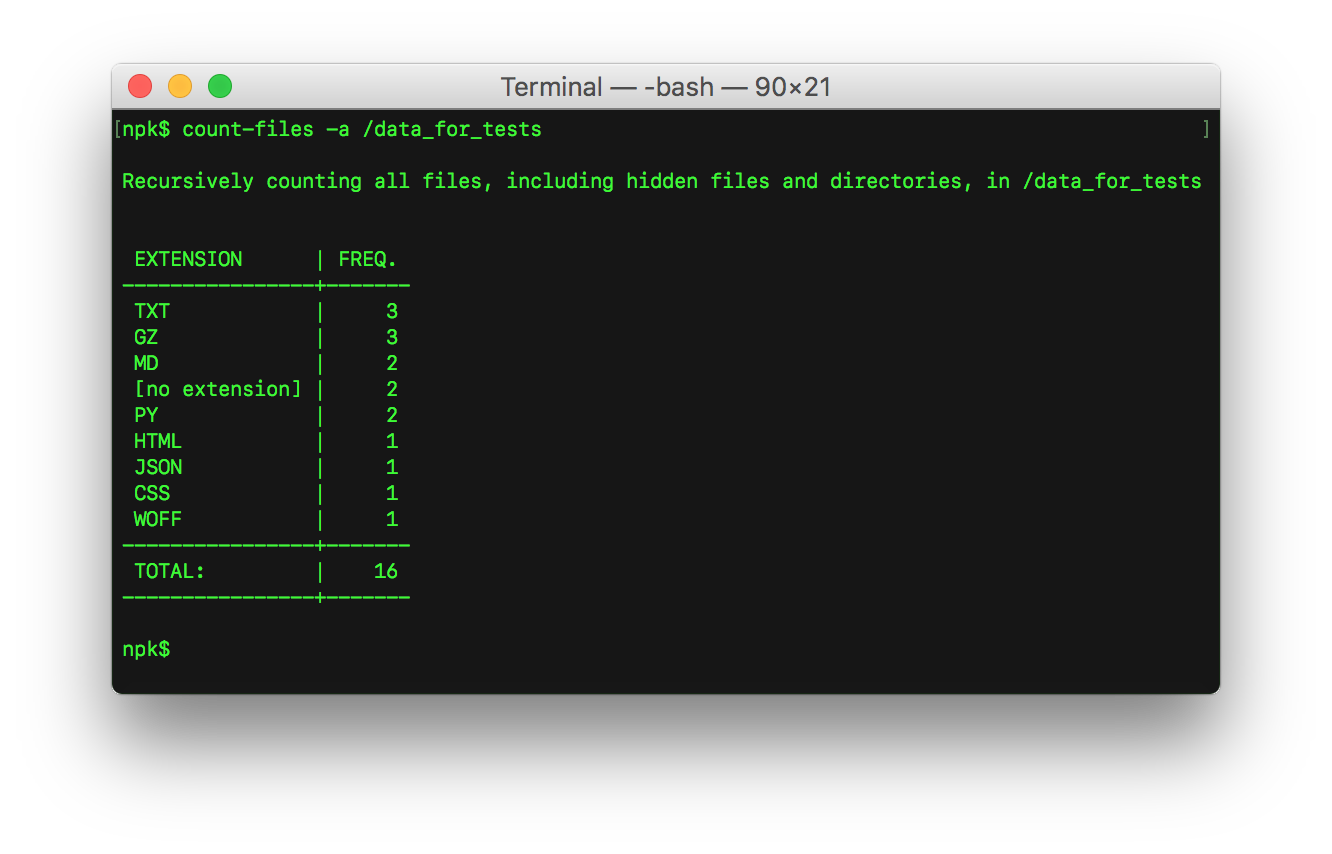 Terminal — -bash — 90×21
[npk$ count-files -a /data_for_tests ]
Recursively counting all files, including hidden files and directories, in /data_for_tests
EXTENSION | FREQ.
----------------+-------
TXT | 3
GZ | 3
MD | 2
[no extension] | 2
PY | 2
HTML | 1
JSON | 1
CSS | 1
WOFF | 1
----------------+-------
TOTAL: | 16
----------------+-------
npk$